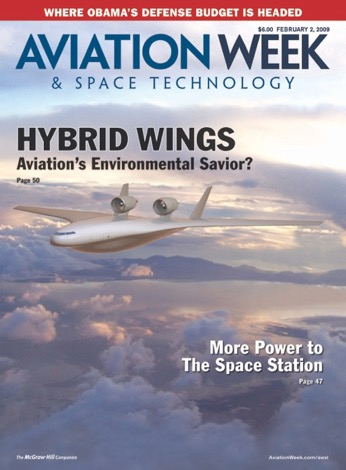 WHERE OBAMA'S DEFENSE BUDGET IS HEADED
$6.00 FEBRUARY 2, 2009
AVIATION WEEK
& SPACE TECHNOLOGY
HYBRID WINGS
Aviation's Environmental Savior?
Page 50
More Power to
The Space Station
Page 47
The McGraw·Hill Companies
AviationWeek.com/awst